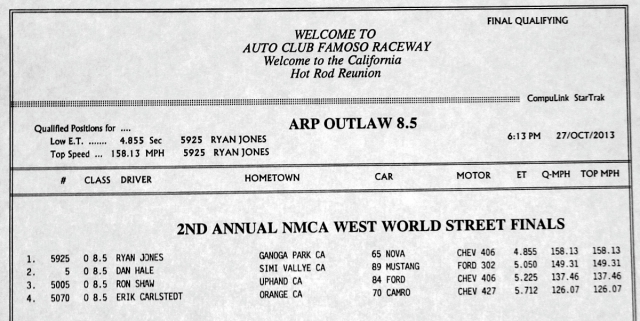 FINAL QUALIFYING
WELCOME TO
AUTO CLUB FAMOSO RACEWAY
Welcome to the California
Hot Rod Reunion
CompuLink StarTrak
ARP OUTLAW 8.5
Qualified Positions for ....
Low E.T. ....... 4.855 Sec 5925 RYAN JONES
6:13 PM 27/OCT/2013
Top Speed ... 158.13 MPH 5925 RYAN JONES
# CLASS DRIVER HOMETOWN CAR MOTOR ET Q-MPH TOP MPH
2ND ANNUAL NMCA WEST WORLD STREET FINALS
1. 5925 O 8.5 RYAN JONES GANOGA PARK CA 65 NOVA CHEV 406 4.855 158.13 158.13
2. 5 O 8.5 DAN HALE SIMI VALLYE CA 89 MUSTANG FORD 302 5.050 149.31 149.31
3. 5005 O 8.5 RON SHAW UPHAND CA 84 FORD CHEV 406 5.225 137.46 137.46
4. 5070 O 8.5 ERIK CARLSTEDT ORANGE CA 70 CAMRO CHEV 427 5.712 126.07 126.07